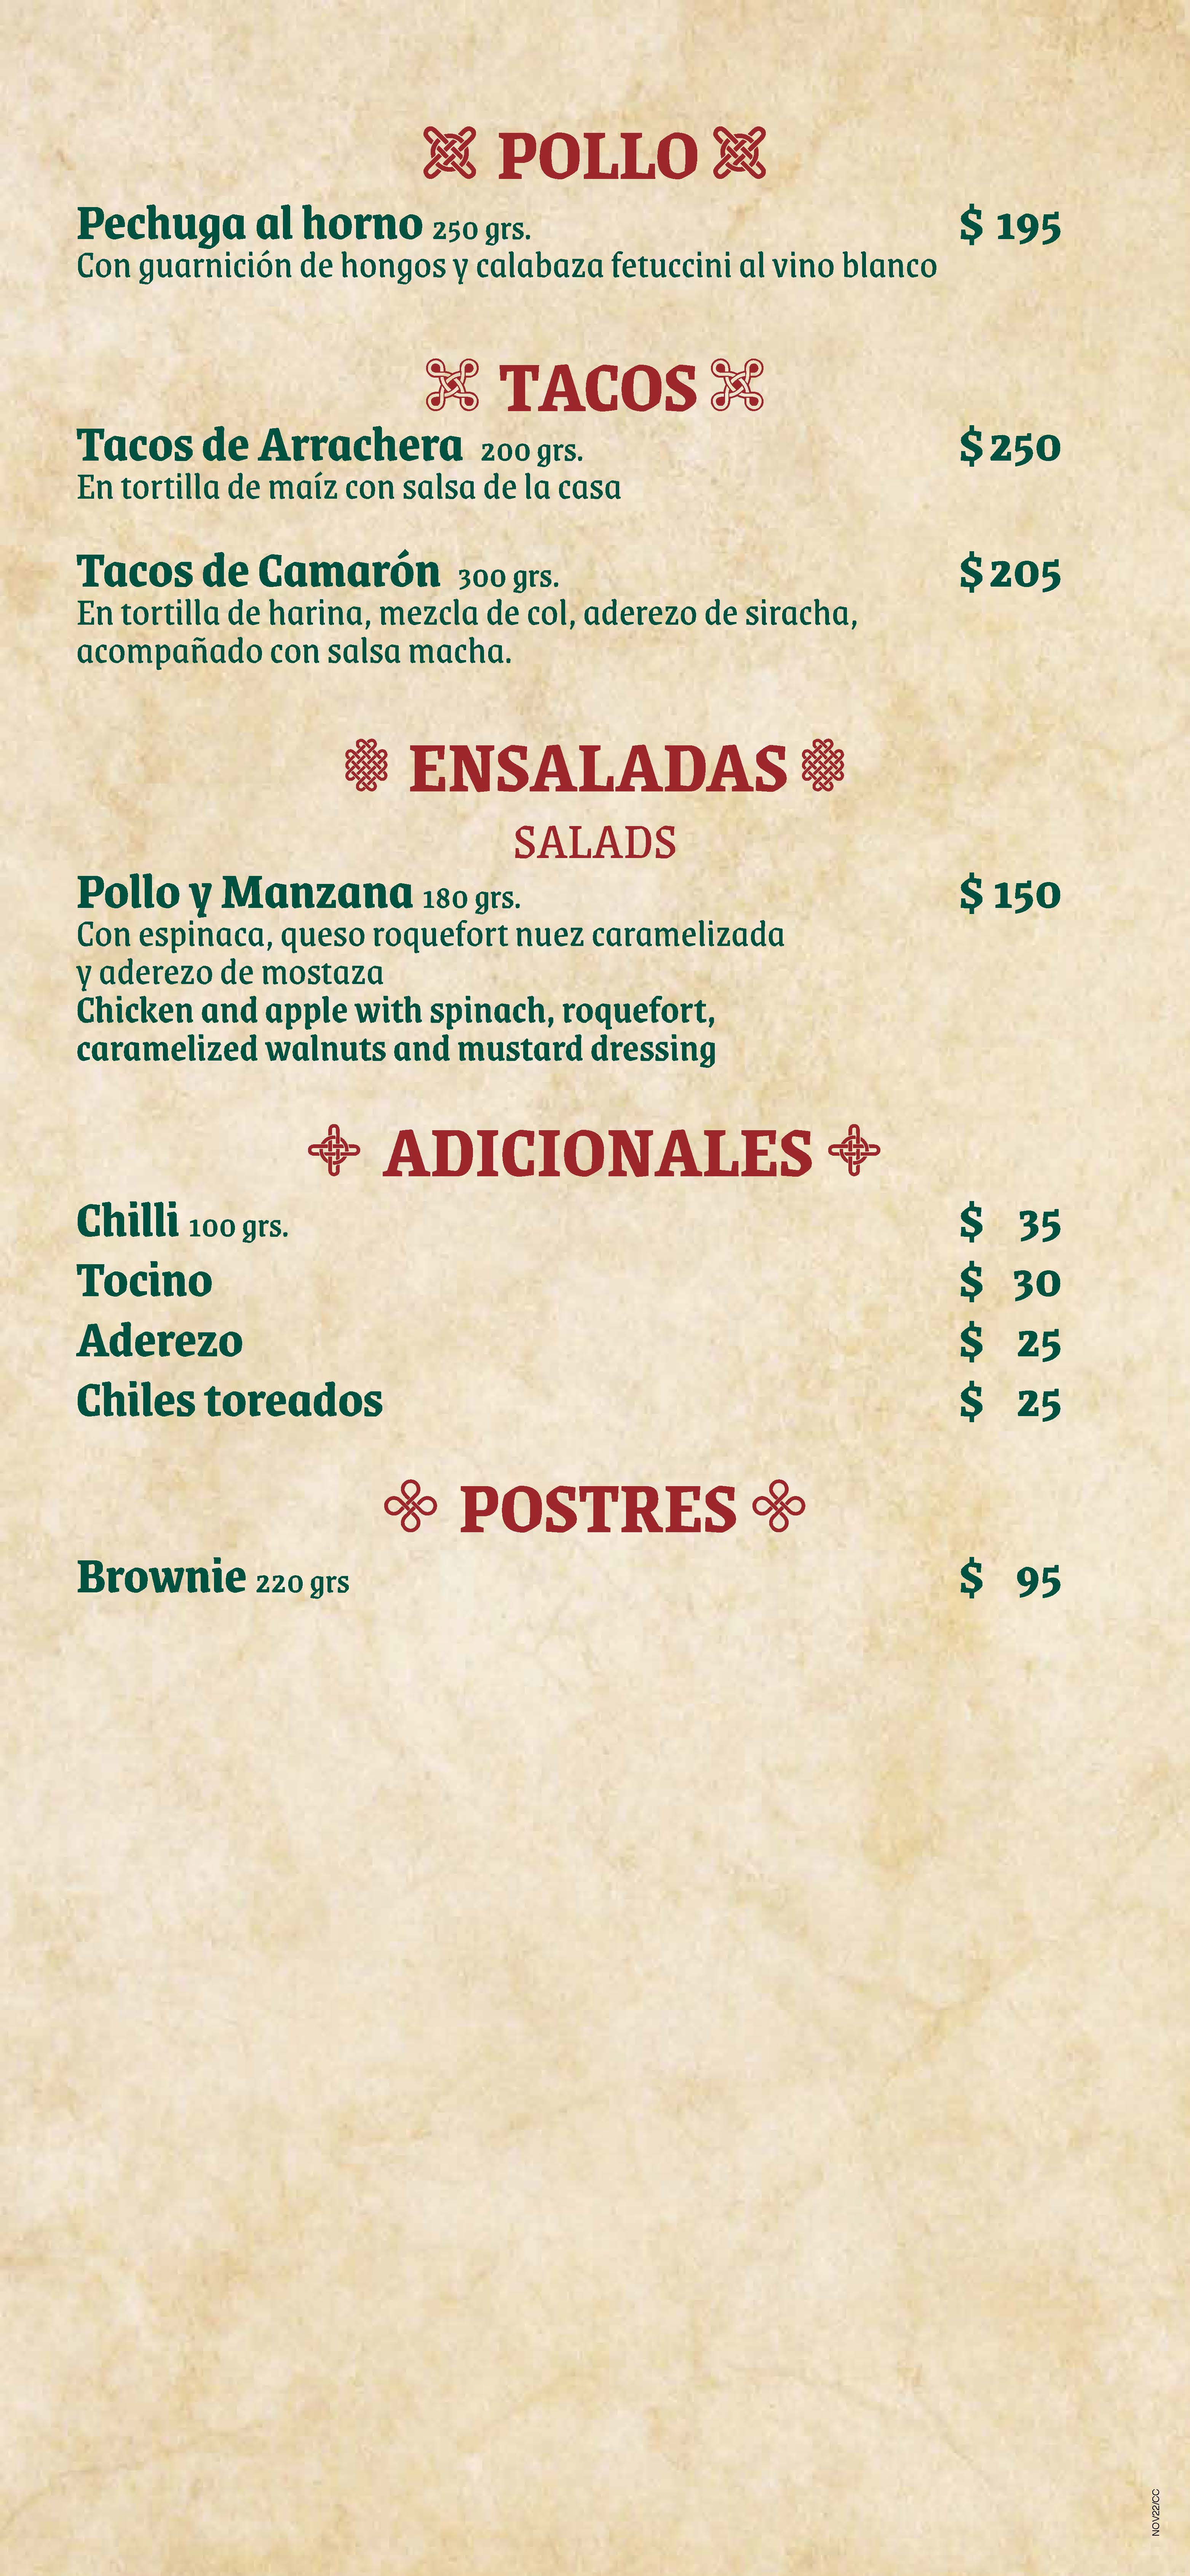 POLLO
Pechuga al horno 250 grs. $ 195
Con guarnición de hongos y calabaza fetuccini al vino blanco
TACOS
Tacos de Arrachera 200 grs. $ 250
En tortilla de maíz con salsa de la casa
Tacos de Camarón 300 grs. $ 205
En tortilla de harina, mezcla de col, aderezo de siracha,
acompañado con salsa macha.
ENSALADAS
SALADS
Pollo y Manzana 180 grs. $ 150
Con espinaca, queso roquefort nuez caramelizada
y aderezo de mostaza
Chicken and apple with spinach, roquefort,
caramelized walnuts and mustard dressing
ADICIONALES
Chilli 100 grs. $ 35
Tocino $ 30
Aderezo $ 25
Chiles toreados $ 25
POSTRES
Brownie 220 grs $ 95
NOV22/CC